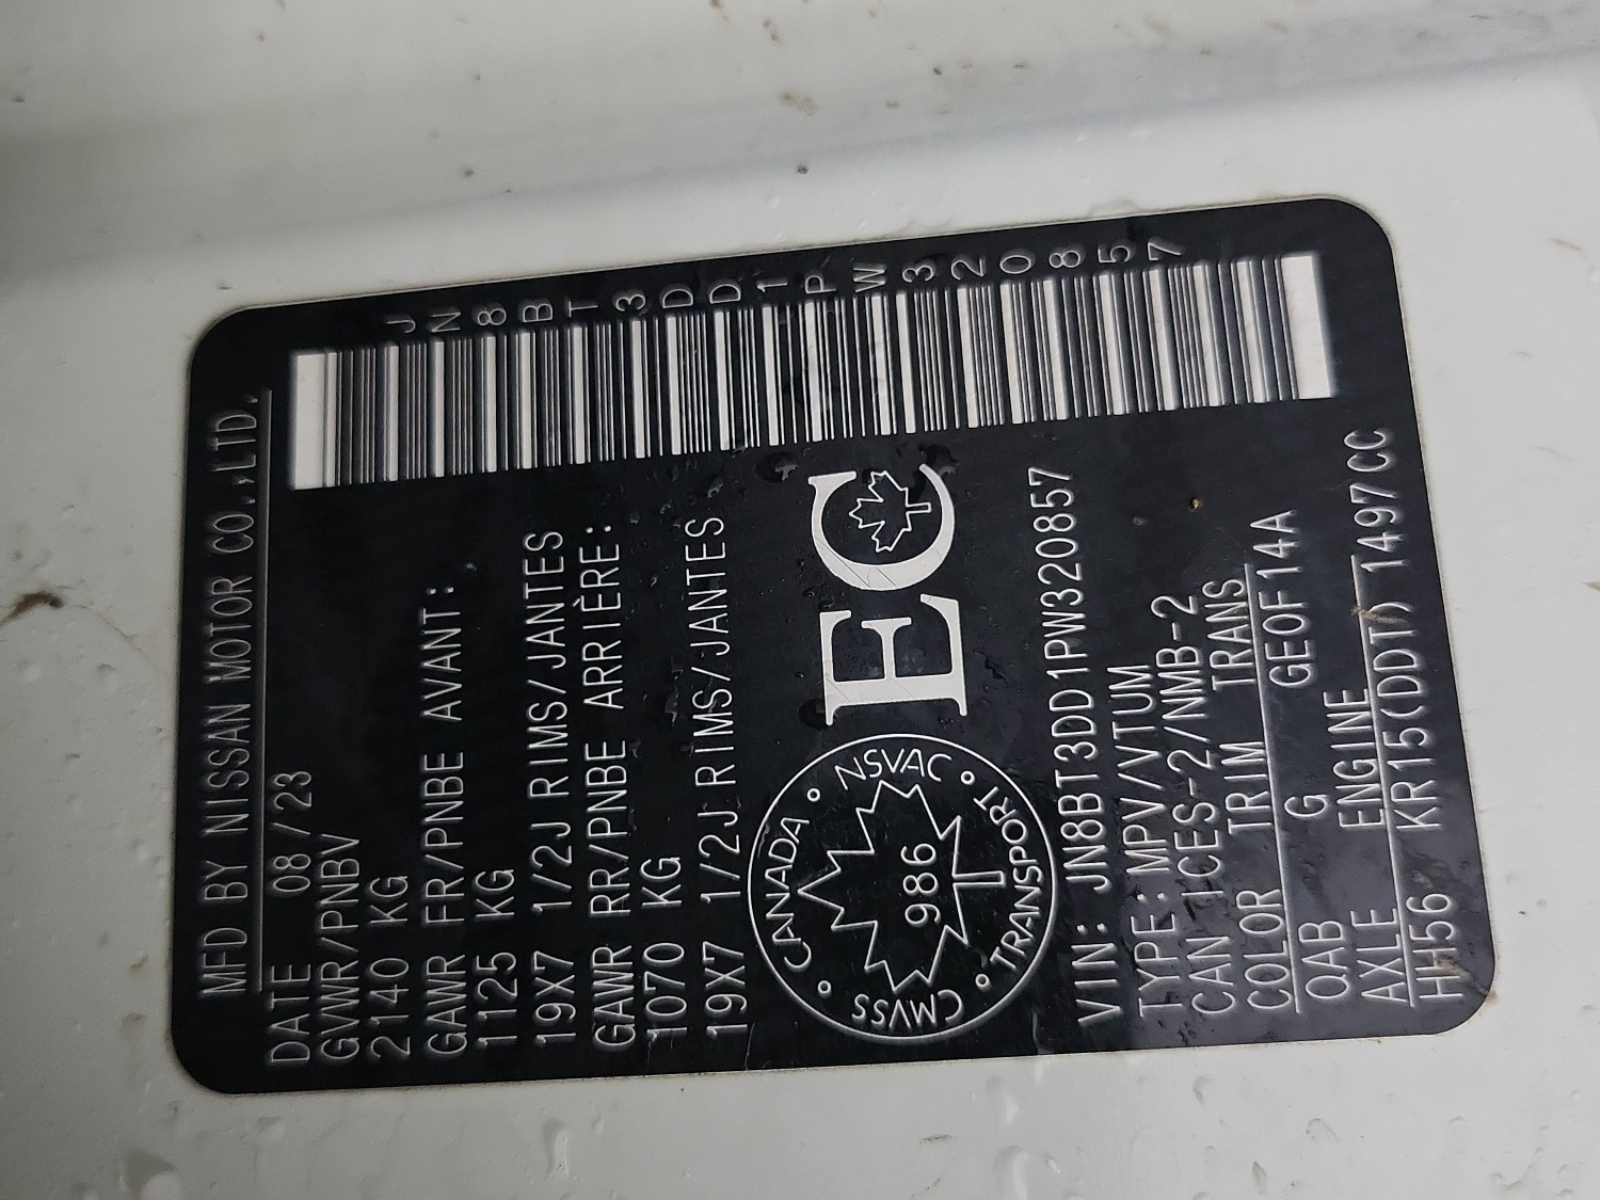 MFD BY NISSAN MOTOR CO.,LTD.
JN8BT3DD1PW320857
DATE 08/23
GVWR/PNBV
2140 KG
GAWR FR/PNBE AVANT:
1125 KG
19X7 1/2J RIMS/JANTES
GAWR RR/PNBE ARRIÈRE:
1070 KG
19X7 1/2J RIMS/JANTES
CMVSS CANADA NSVAC TRANSPORT
986
EC
VIN: JN8BT3DD1PW320857
TYPE:MPV/VTUM
CAN ICES-2/NMB-2
COLOR TRIM TRANS
QAB G GE0F14A
AXLE ENGINE
HH56 KR15(DDT) 1497CC